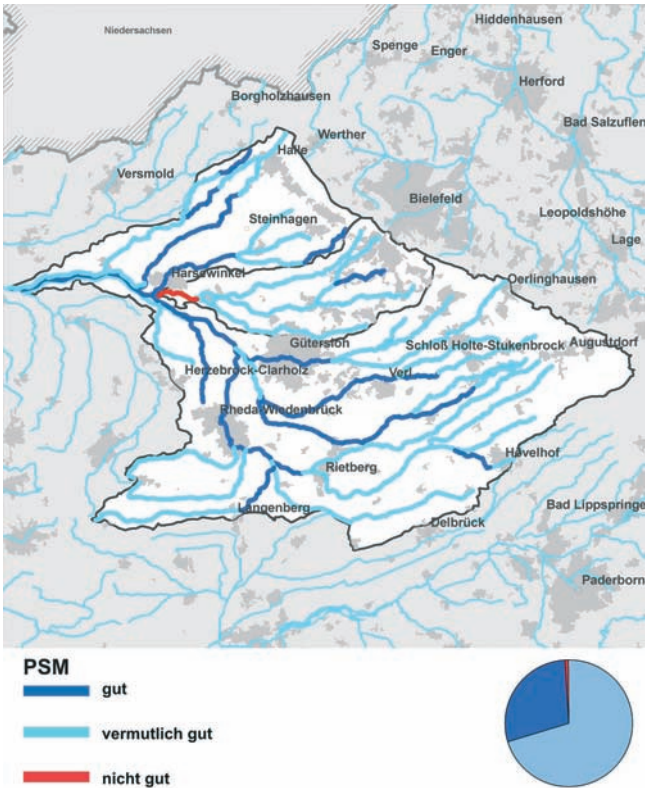 Niedersachsen
Hiddenhausen
Spenge
Enger
Herford
Borgholzhausen
Bad Salzuflen
Werther
Halle
Versmold
Bielefeld
Leopoldshöhe
Steinhagen
Lage
Harsewinkel
Oerlinghausen
Gütersloh
Schloß Holte-Stukenbrock
Augustdorf
Herzebrock-Clarholz
Verl
Rheda-Wiedenbrück
Hövelhof
Rietberg
Langenberg
Delbrück
Bad Lippspringe
Paderborn
PSM
gut
vermutlich gut
nicht gut